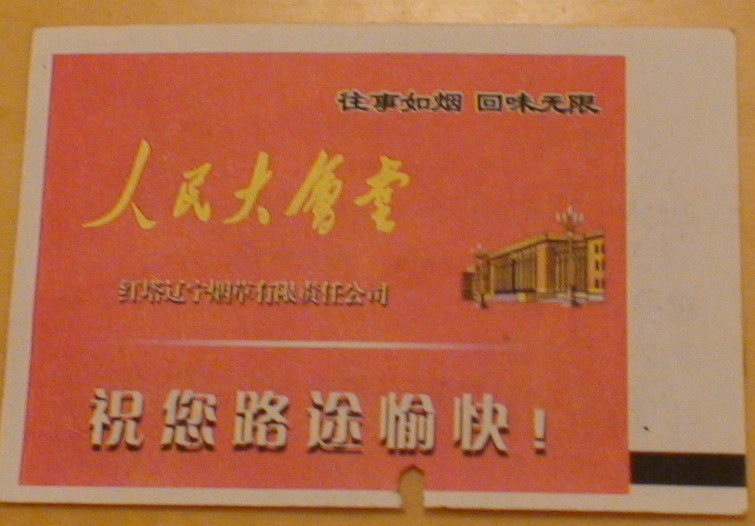 往事如烟 回味无限
人民大會堂
红塔辽宁烟草有限责任公司
祝您路途愉快！